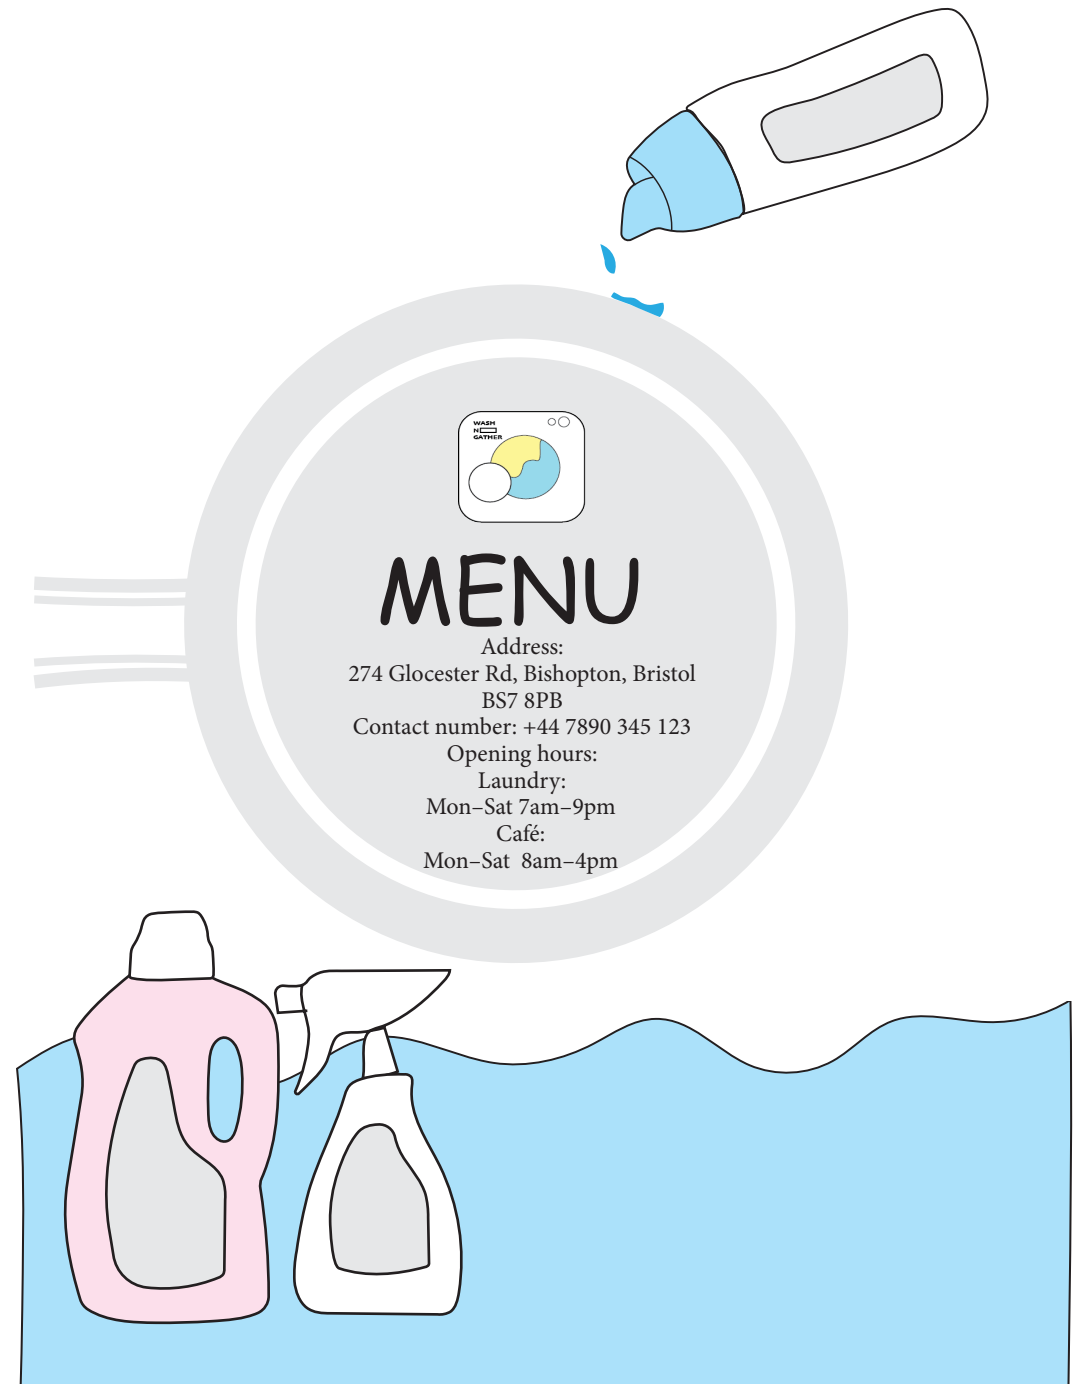 WASH
N
GATHER
MENU
Address:
274 Glocester Rd, Bishopton, Bristol
BS7 8PB
Contact number: +44 7890 345 123
Opening hours:
Laundry:
Mon–Sat 7am–9pm
Café:
Mon–Sat  8am–4pm